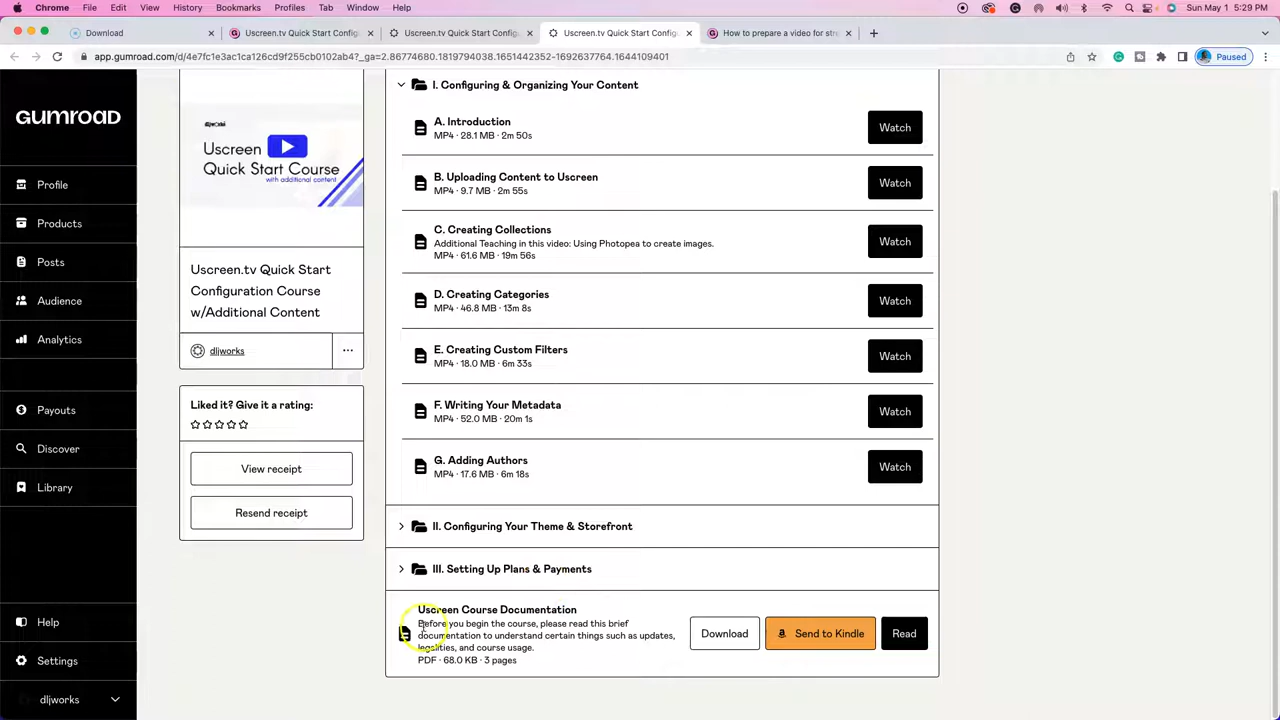 Chrome File Edit View History Bookmarks Profiles Tab Window Help Sun May 1 5:29 PM
Download Uscreen.tv Quick Start Config Uscreen.tv Quick Start Config Uscreen.tv Quick Start Config How to prepare a video for str
app.gumroad.com/d/4e7fc1e3ac1ca126cd9f275cb0102ab6?_ga=2.86774680.1819794035.1651442352-1692637764.1644109401 Paused
GUMROAD
Profile
Products
Posts
Audience
Analytics
Payouts
Discover
Library
Help
Settings
dljworks
dljworks
Uscreen
Quick Start Course
with additional content
Uscreen.tv Quick Start
Configuration Course
w/Additional Content
dljworks
Liked it? Give it a rating:
View receipt
Resend receipt
I. Configuring & Organizing Your Content
A. Introduction
MP4 · 28.1 MB · 2m 50s
Watch
B. Uploading Content to Uscreen
MP4 · 9.7 MB · 2m 55s
Watch
C. Creating Collections
Additional Teaching in this video: Using Photopea to create images.
MP4 · 61.6 MB · 19m 56s
Watch
D. Creating Categories
MP4 · 46.8 MB · 13m 8s
Watch
E. Creating Custom Filters
MP4 · 18.0 MB · 6m 33s
Watch
F. Writing Your Metadata
MP4 · 52.0 MB · 20m 1s
Watch
G. Adding Authors
MP4 · 17.6 MB · 6m 18s
Watch
II. Configuring Your Theme & Storefront
III. Setting Up Plans & Payments
Uscreen Course Documentation
Before you begin the course, please read this brief
documentation to understand certain things such as updates,
legalities, and course usage.
PDF · 68.0 KB · 3 pages
Download
Send to Kindle
Read